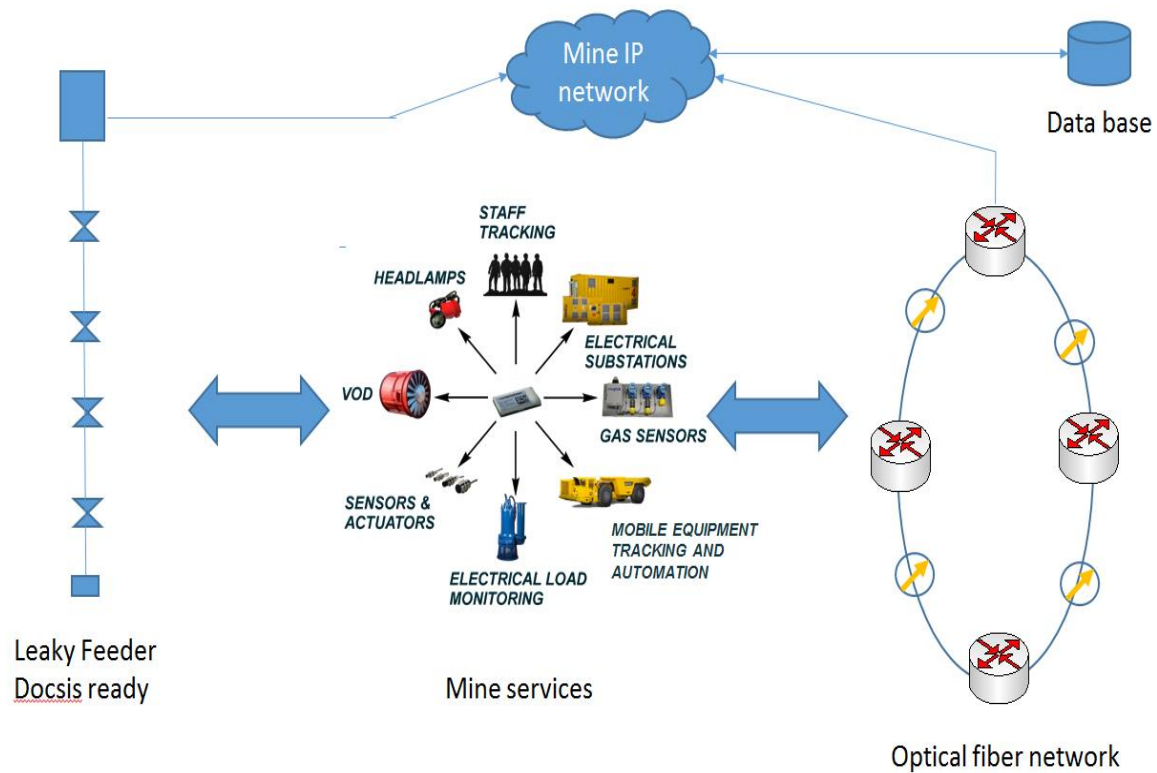 Mine IP
network
Data base
STAFF
TRACKING
HEADLAMPS
ELECTRICAL
SUBSTATIONS
VOD
GAS SENSORS
SENSORS &
ACTUATORS
MOBILE EQUIPMENT
TRACKING AND
AUTOMATION
ELECTRICAL LOAD
MONITORING
Leaky Feeder
Docsis ready
Mine services
Optical fiber network